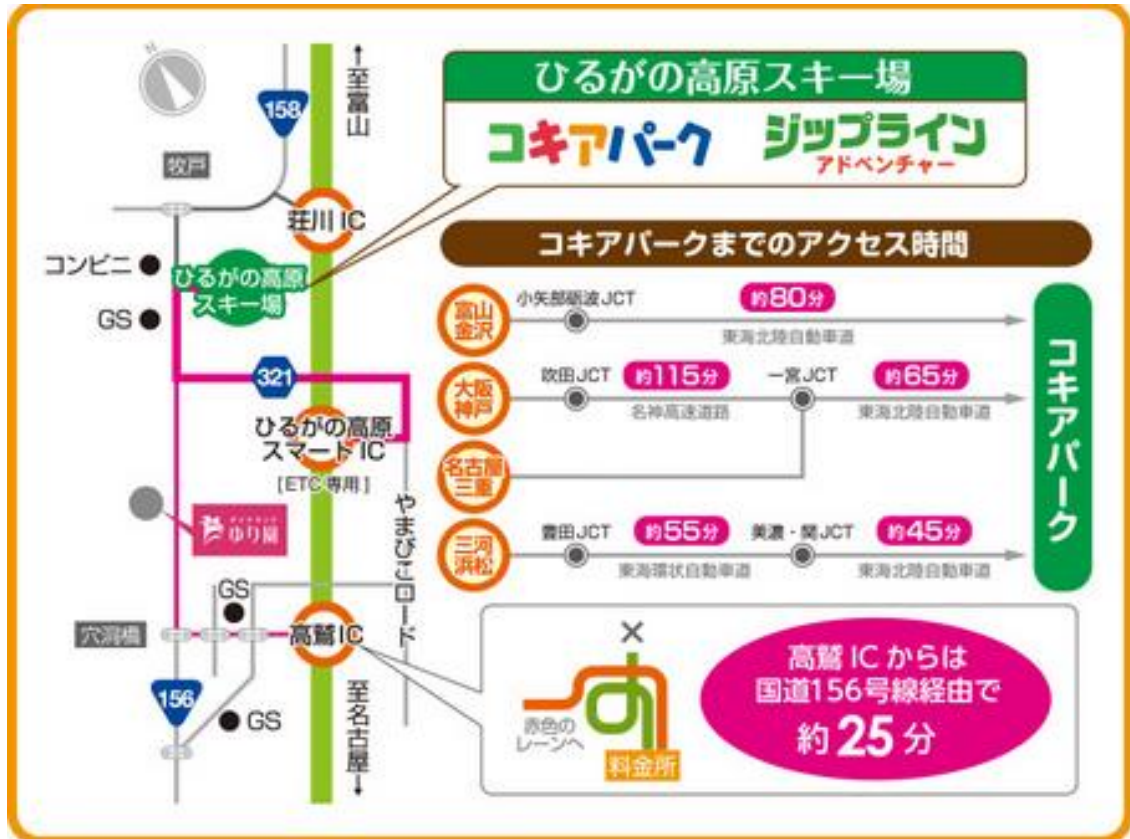 N
158
↑至富山
牧戸
荘川IC
コンビニ
ひるがの高原
スキー場
GS
321
ひるがの高原
スマートIC
[ETC専用]
ゆり園
やまびこロード
GS
穴洞橋
高鷲IC
156
GS
至名古屋↓
ひるがの高原スキー場
コキアパーク
ジップライン
アドベンチャー
コキアパークまでのアクセス時間
富山
金沢
小矢部砺波JCT
約80分
東海北陸自動車道
大阪
神戸
吹田JCT
約115分
名神高速道路
一宮JCT
約65分
東海北陸自動車道
名古屋
三重
三河
浜松
豊田JCT
約55分
東海環状自動車道
美濃・関JCT
約45分
東海北陸自動車道
コキアパーク
×
赤色の
レーンへ
料金所
高鷲ICからは
国道156号線経由で
約25分